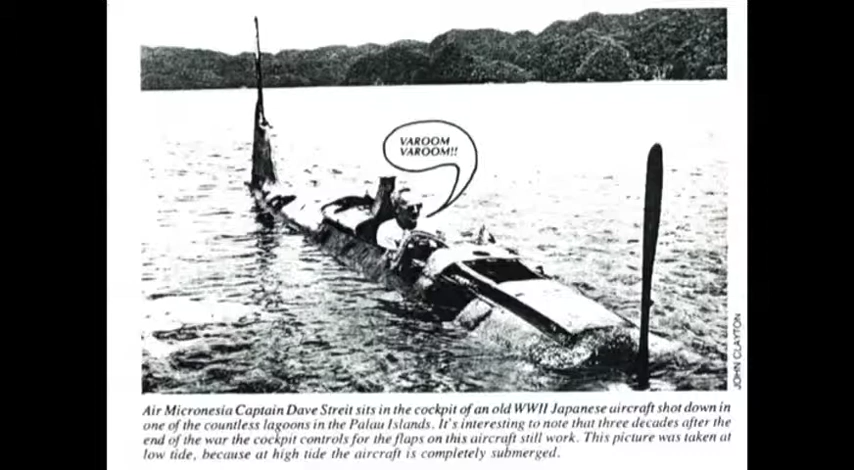 VAROOM
VAROOM!!
JOHN CLAYTON
Air Micronesia Captain Dave Streit sits in the cockpit of an old WWII Japanese aircraft shot down in
one of the countless lagoons in the Palau Islands. It's interesting to note that three decades after the
end of the war the cockpit controls for the flaps on this aircraft still work. This picture was taken at
low tide, because at high tide the aircraft is completely submerged.